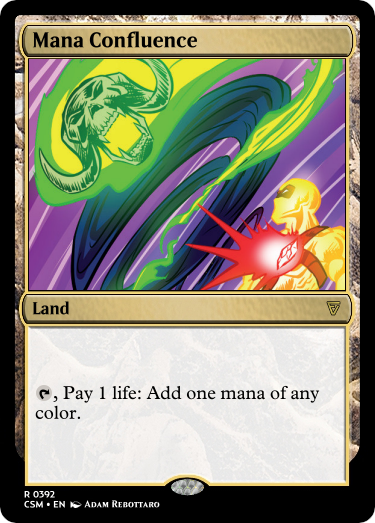 Mana Confluence
Land
, Pay 1 life: Add one mana of any
color.
R 0392
CSM • EN Adam Rebottaro